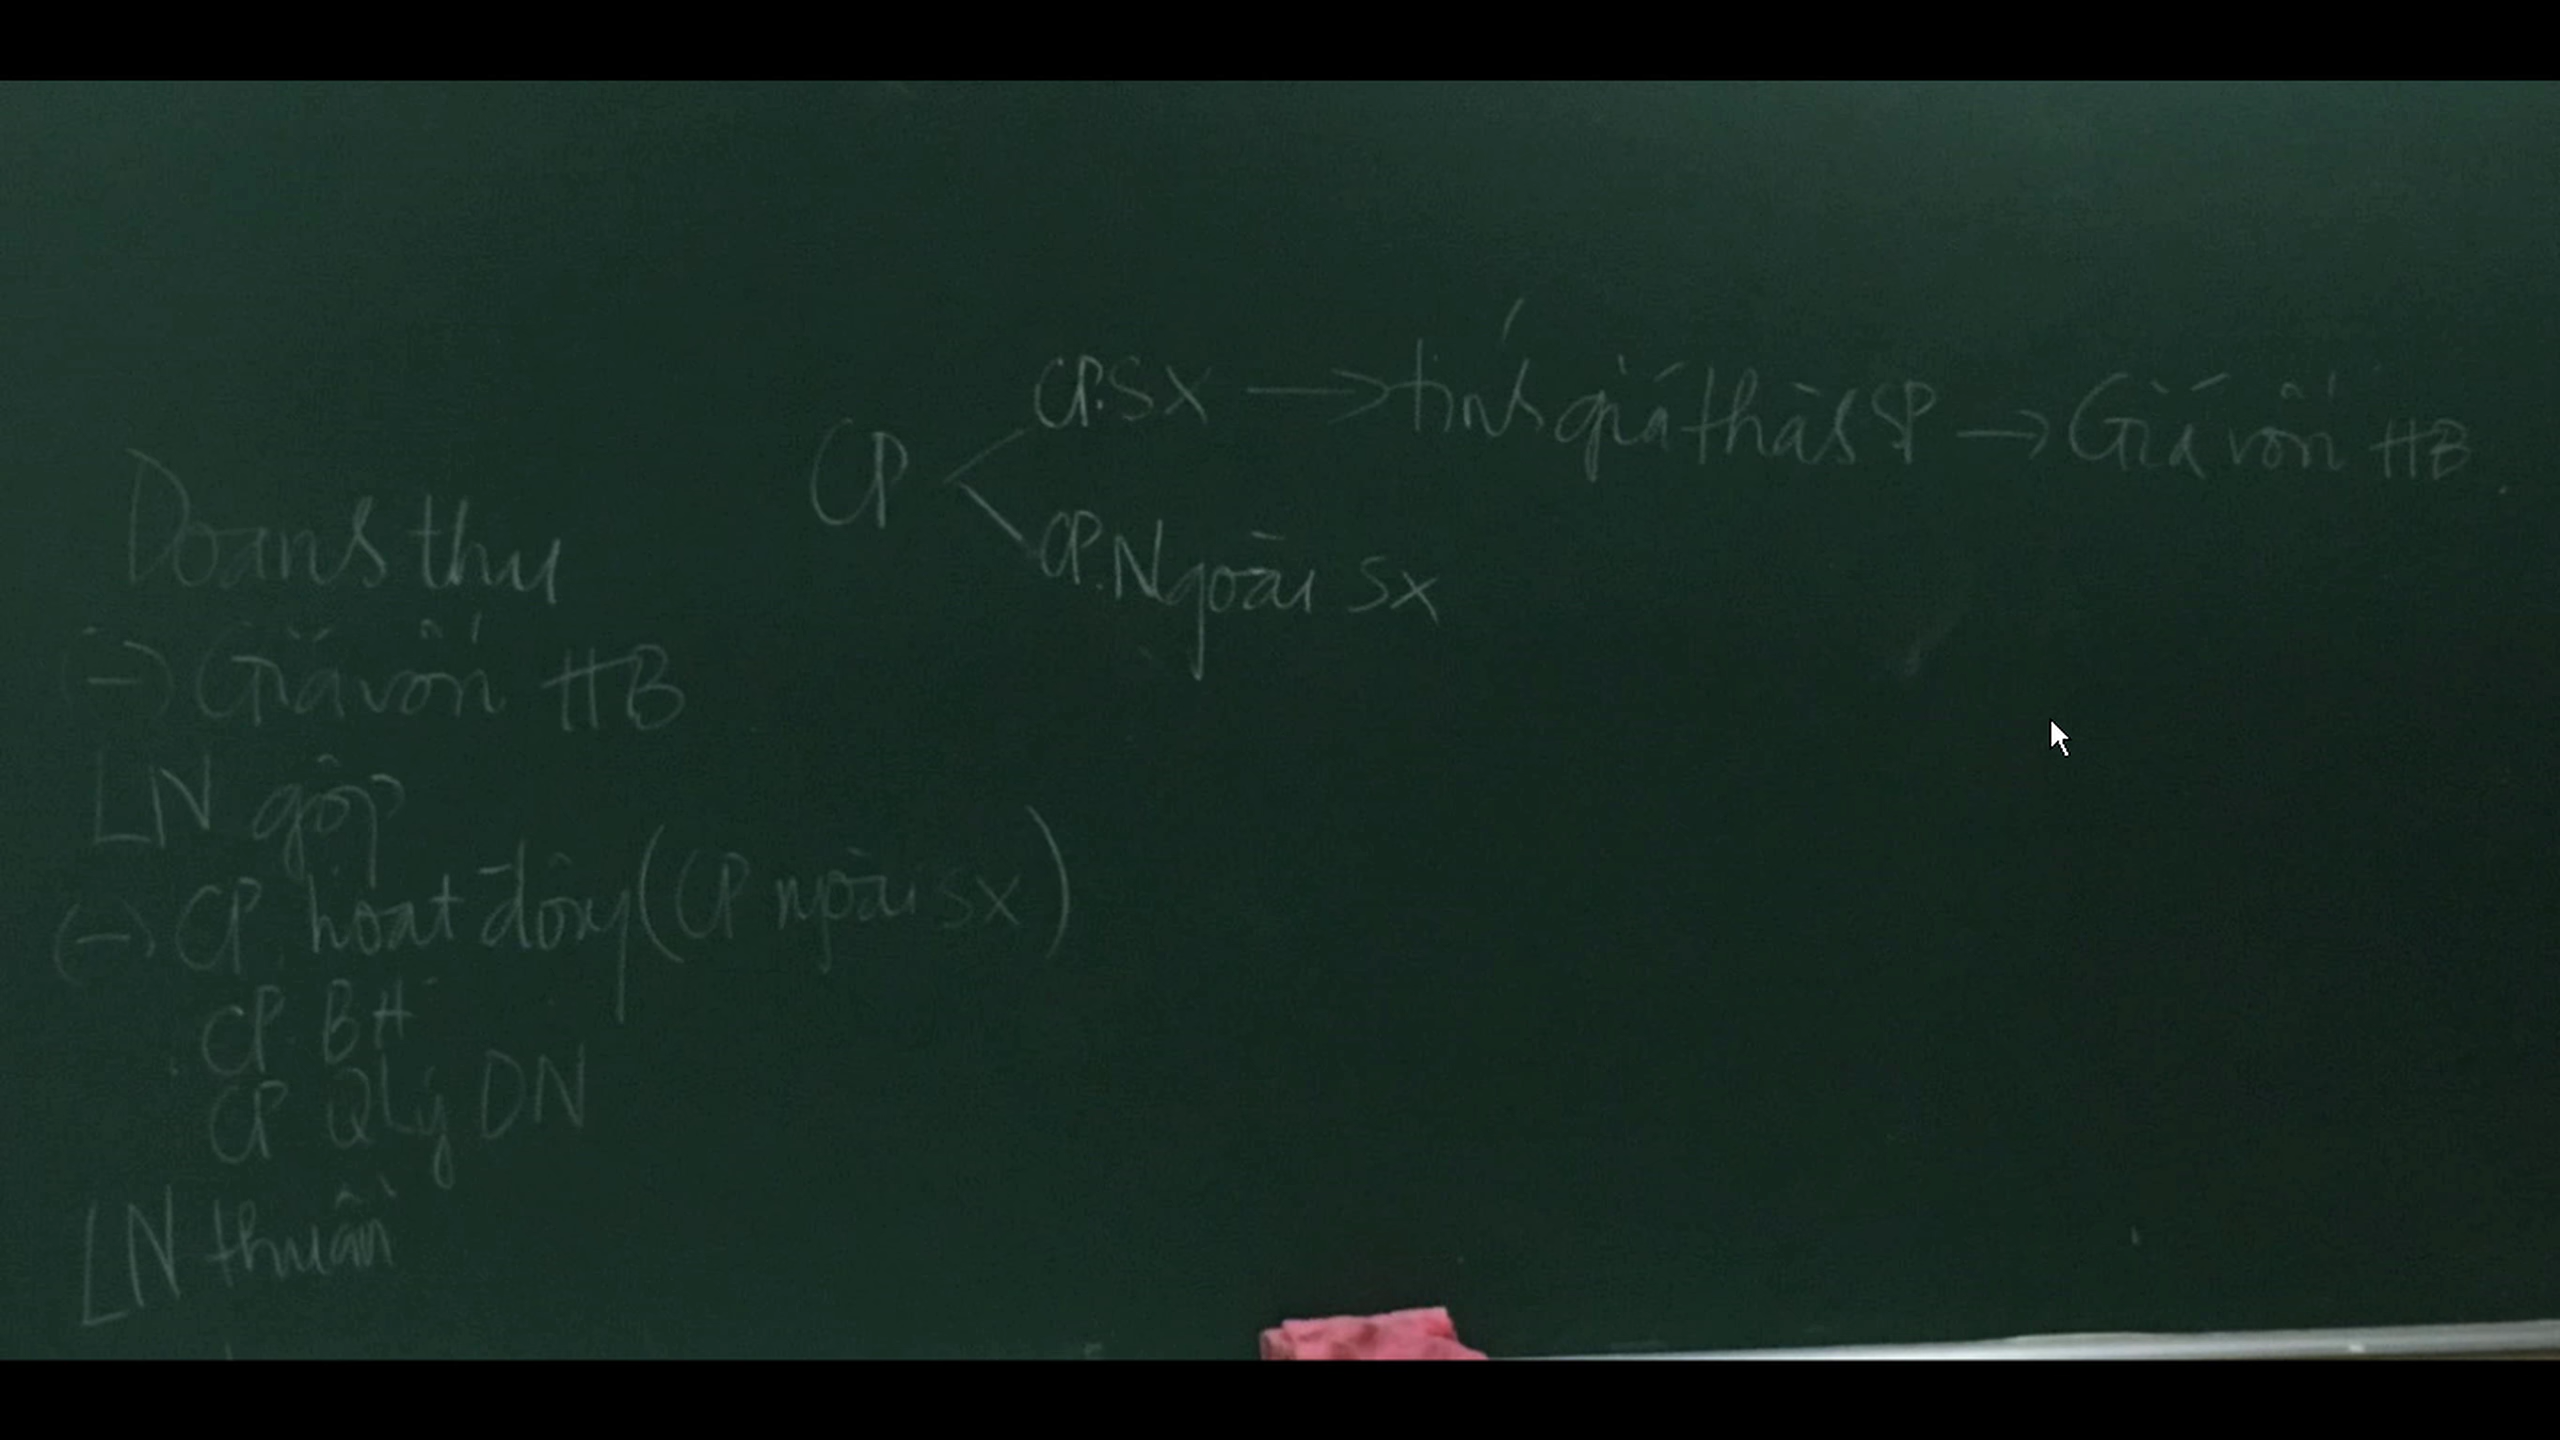 CP.SX → tính giá thành SP → Giá vốn HB
CP
CP.Ngoài SX
Doanh thu
(-) Giá vốn HB
LN gộp
(-) CP hoạt động (CP ngoài SX)
CP BH
CP QLý DN
LN thuần